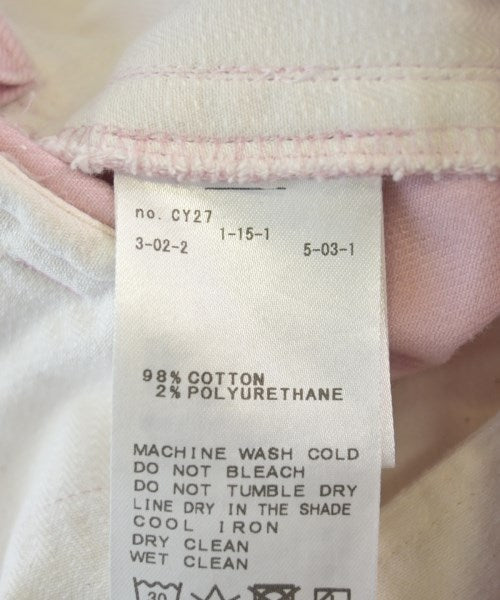 no. CY27
1-15-1
3-02-2 5-03-1
98% COTTON
2% POLYURETHANE
MACHINE WASH COLD
DO NOT BLEACH
DO NOT TUMBLE DRY
LINE DRY IN THE SHADE
COOL IRON
DRY CLEAN
WET CLEAN
30